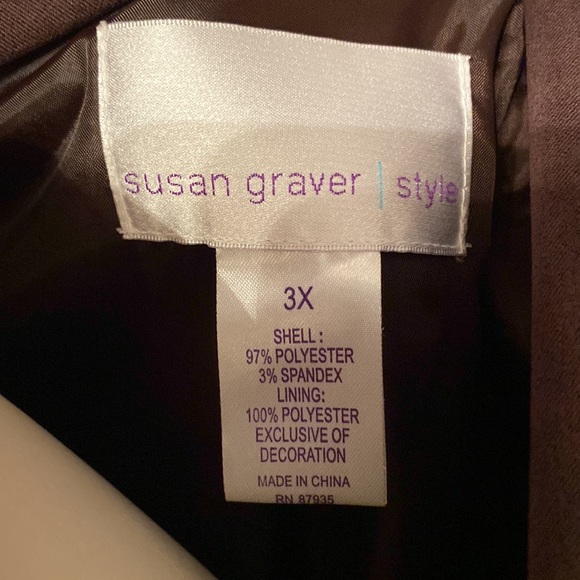 susan graver | style
3X
SHELL:
97% POLYESTER
3% SPANDEX
LINING:
100% POLYESTER
EXCLUSIVE OF
DECORATION
MADE IN CHINA
RN 87935